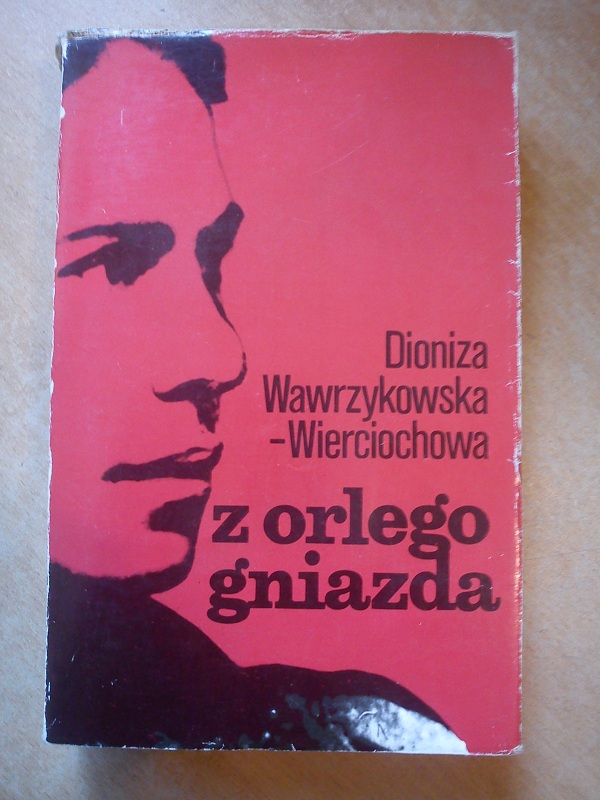 Dioniza
Wawrzykowska
-Wierciochowa
z orlego
gniazda